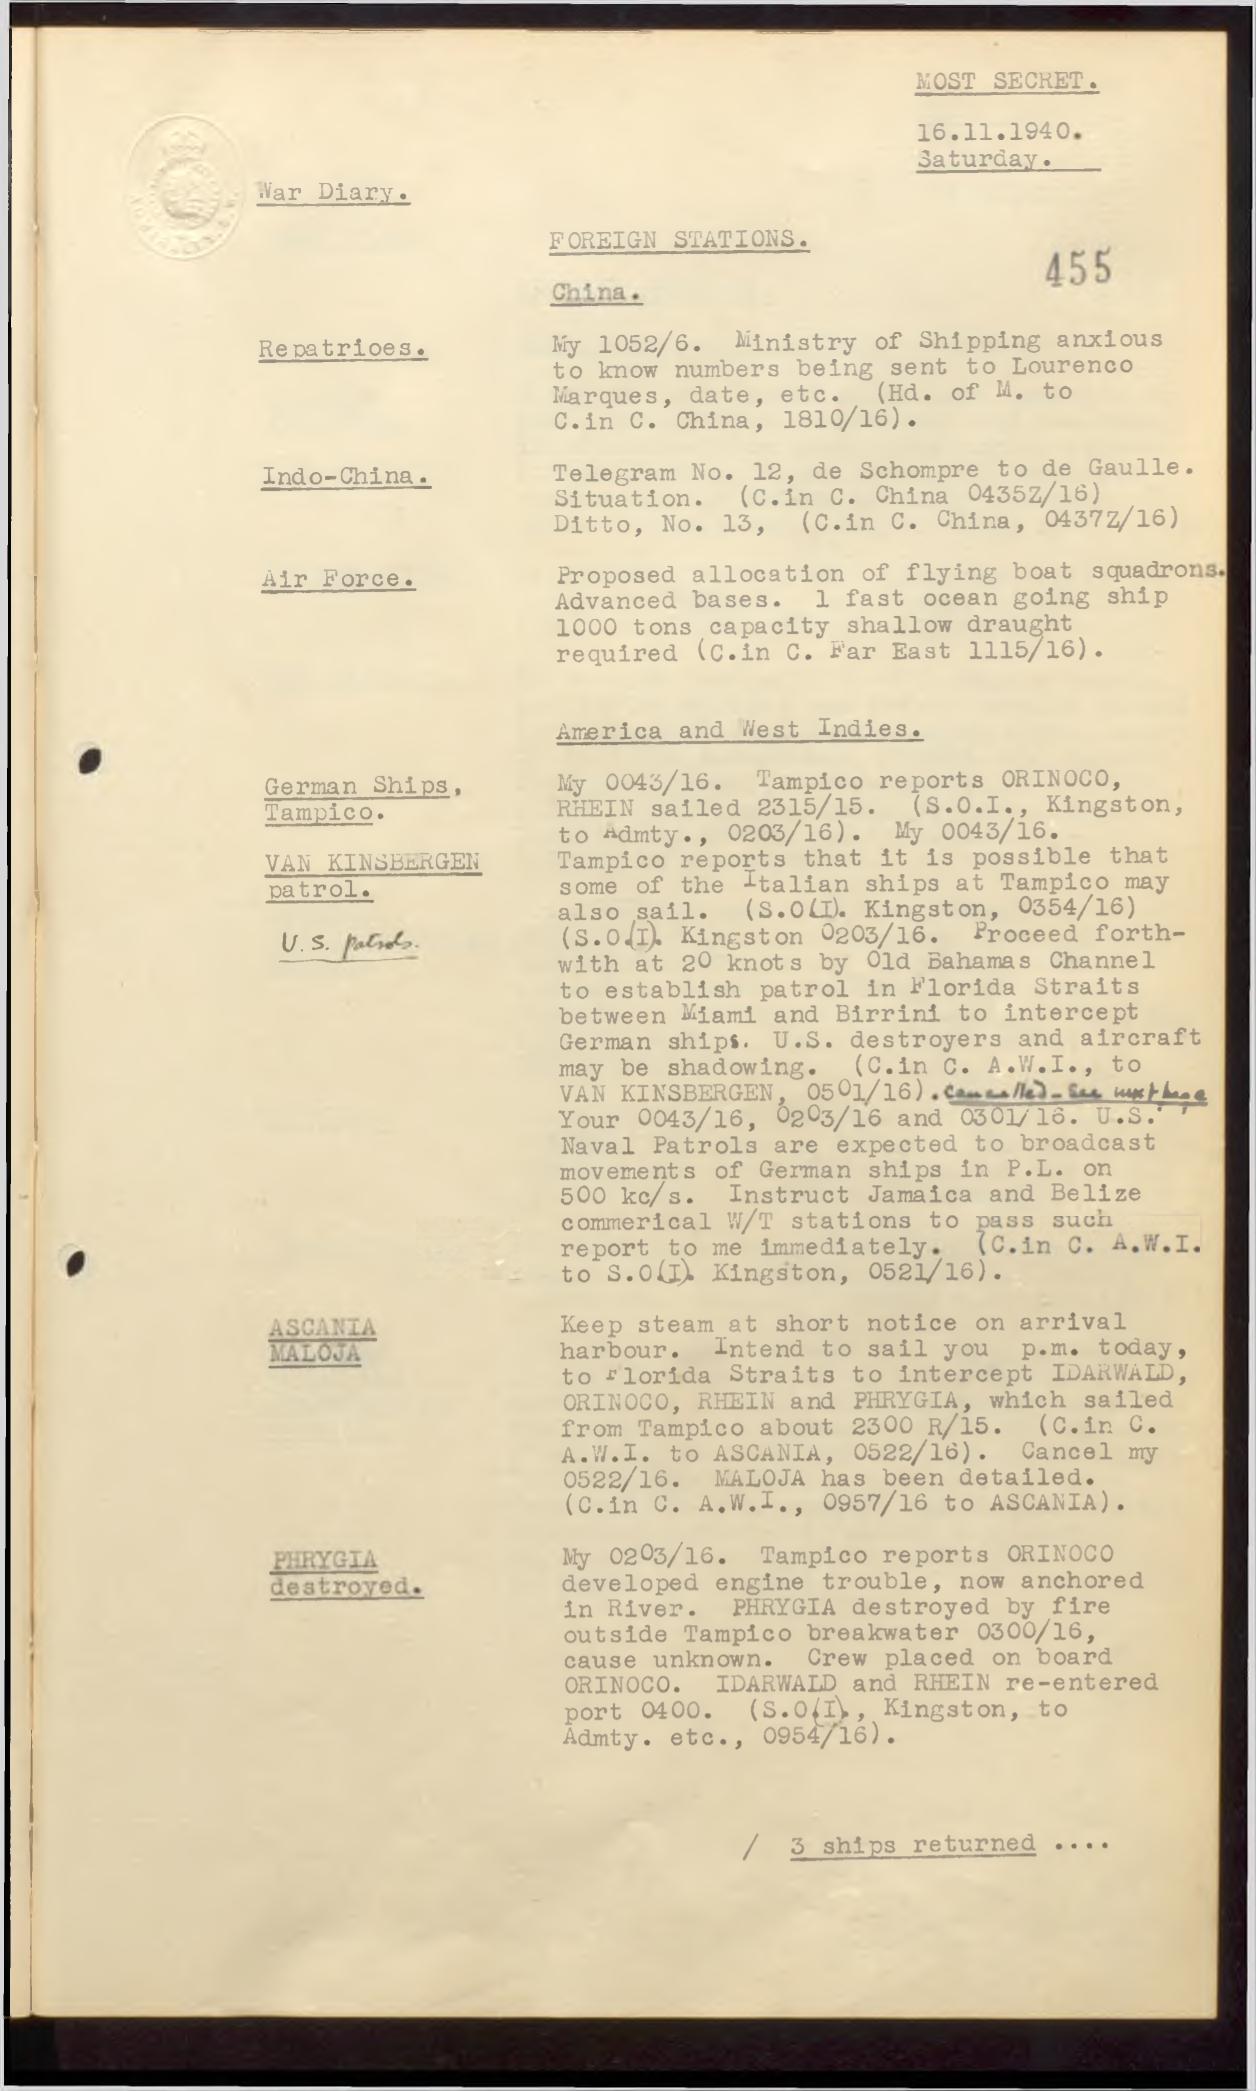 MOST SECRET.
16.11.1940.
Saturday.
War Diary.
FOREIGN STATIONS.
455
China.
Repatrioes.
My 1052/6. Ministry of Shipping anxious
to know numbers being sent to Lourenco
Marques, date, etc. (Hd. of M. to
C.in C. China, 1810/16).
Indo-China.
Telegram No. 12, de Schompre to de Gaulle.
Situation. (C.in C. China 0435Z/16)
Ditto, No. 13, (C.in C. China, 0437Z/16)
Air Force.
Proposed allocation of flying boat squadrons.
Advanced bases. 1 fast ocean going ship
1000 tons capacity shallow draught
required (C.in C. Far East 1115/16).
America and West Indies.
German Ships,
Tampico.
VAN KINSBERGEN
patrol.
U.S. patrols.
My 0043/16. Tampico reports ORINOCO,
RHEIN sailed 2315/15. (S.O.I., Kingston,
to Admty., 0203/16). My 0043/16.
Tampico reports that it is possible that
some of the Italian ships at Tampico may
also sail. (S.O(I). Kingston, 0354/16)
(S.O.(I). Kingston 0203/16. Proceed forth-
with at 20 knots by Old Bahamas Channel
to establish patrol in Florida Straits
between Miami and Birrini to intercept
German ships. U.S. destroyers and aircraft
may be shadowing. (C.in C. A.W.I., to
VAN KINSBERGEN, 0501/16). Cancelled - See next page
Your 0043/16, 0203/16 and 0301/16. U.S.
Naval Patrols are expected to broadcast
movements of German ships in P.L. on
500 kc/s. Instruct Jamaica and Belize
commerical W/T stations to pass such
report to me immediately. (C.in C. A.W.I.
to S.O(I). Kingston, 0521/16).
ASCANIA
MALOJA
Keep steam at short notice on arrival
harbour. Intend to sail you p.m. today,
to Florida Straits to intercept IDARWALD,
ORINOCO, RHEIN and PHRYGIA, which sailed
from Tampico about 2300 R/15. (C.in C.
A.W.I. to ASCANIA, 0522/16). Cancel my
0522/16. MALOJA has been detailed.
(C.in C. A.W.I., 0957/16 to ASCANIA).
PHRYGIA
destroyed.
My 0203/16. Tampico reports ORINOCO
developed engine trouble, now anchored
in River. PHRYGIA destroyed by fire
outside Tampico breakwater 0300/16,
cause unknown. Crew placed on board
ORINOCO. IDARWALD and RHEIN re-entered
port 0400. (S.O(I)., Kingston, to
Admty. etc., 0954/16).
/ 3 ships returned ....